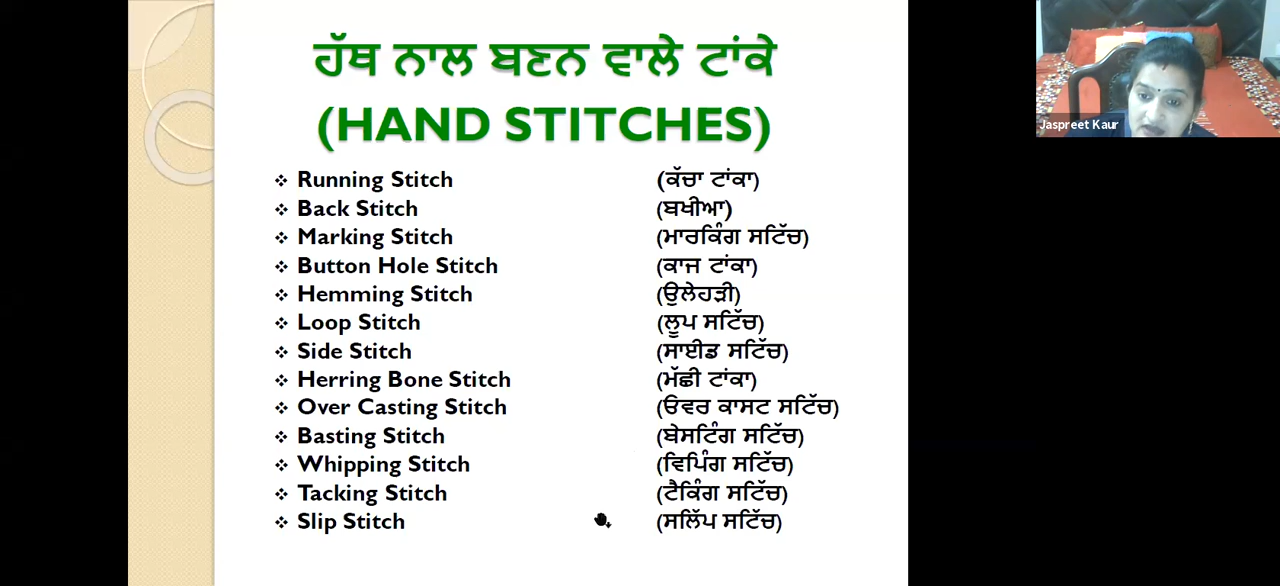 ਹੱਥ ਨਾਲ ਬਣਨ ਵਾਲੇ ਟਾਂਕੇ
(HAND STITCHES)
Running Stitch (ਕੱਚਾ ਟਾਂਕਾ)
Back Stitch (ਬਖੀਆ)
Marking Stitch (ਮਾਰਕਿੰਗ ਸਟਿੱਚ)
Button Hole Stitch (ਕਾਜ ਟਾਂਕਾ)
Hemming Stitch (ਉਲੇਹੜੀ)
Loop Stitch (ਲੂਪ ਸਟਿੱਚ)
Side Stitch (ਸਾਈਡ ਸਟਿੱਚ)
Herring Bone Stitch (ਮੱਛੀ ਟਾਂਕਾ)
Over Casting Stitch (ਓਵਰ ਕਾਸਟ ਸਟਿੱਚ)
Basting Stitch (ਬੇਸਟਿੰਗ ਸਟਿੱਚ)
Whipping Stitch (ਵਿਪਿੰਗ ਸਟਿੱਚ)
Tacking Stitch (ਟੈਕਿੰਗ ਸਟਿੱਚ)
Slip Stitch (ਸਲਿੱਪ ਸਟਿੱਚ)
Jaspreet Kaur